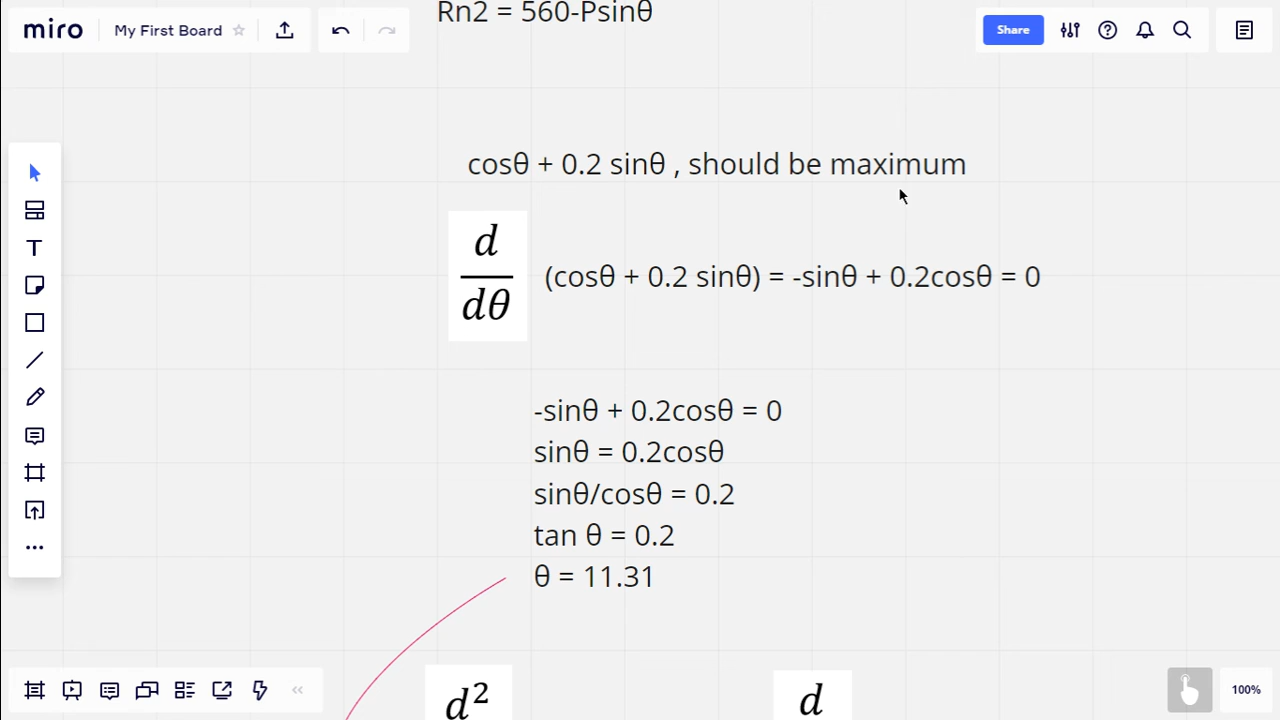 Rn2 = 560-Psinθ
miro
My First Board
Share
cosθ + 0.2 sinθ , should be maximum
d
dθ
(cosθ + 0.2 sinθ) = -sinθ + 0.2cosθ = 0
T
-sinθ + 0.2cosθ = 0
sinθ = 0.2cosθ
sinθ/cosθ = 0.2
tan θ = 0.2
θ = 11.31
d²
d
100%